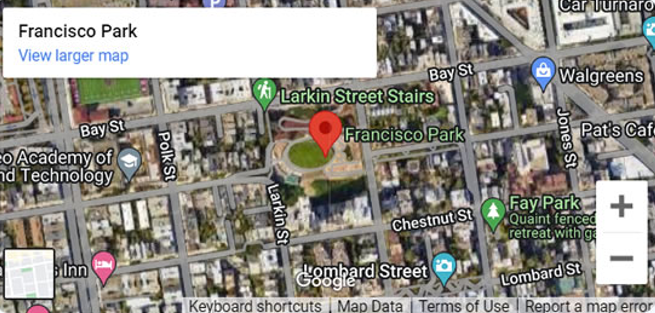 Car Turnaro
Francisco Park
View larger map
Bay St
Walgreens
Larkin Street Stairs
Bay St
Polk St
Francisco Park
Jones St
Pat's Cafe
eo Academy of
nd Technology
Larkin St
Fay Park
Quaint fenced
retreat with ga
Chestnut St
s Inn
Lombard Street
Lombard St
Google
Keyboard shortcuts
Map Data
Terms of Use
Report a map error